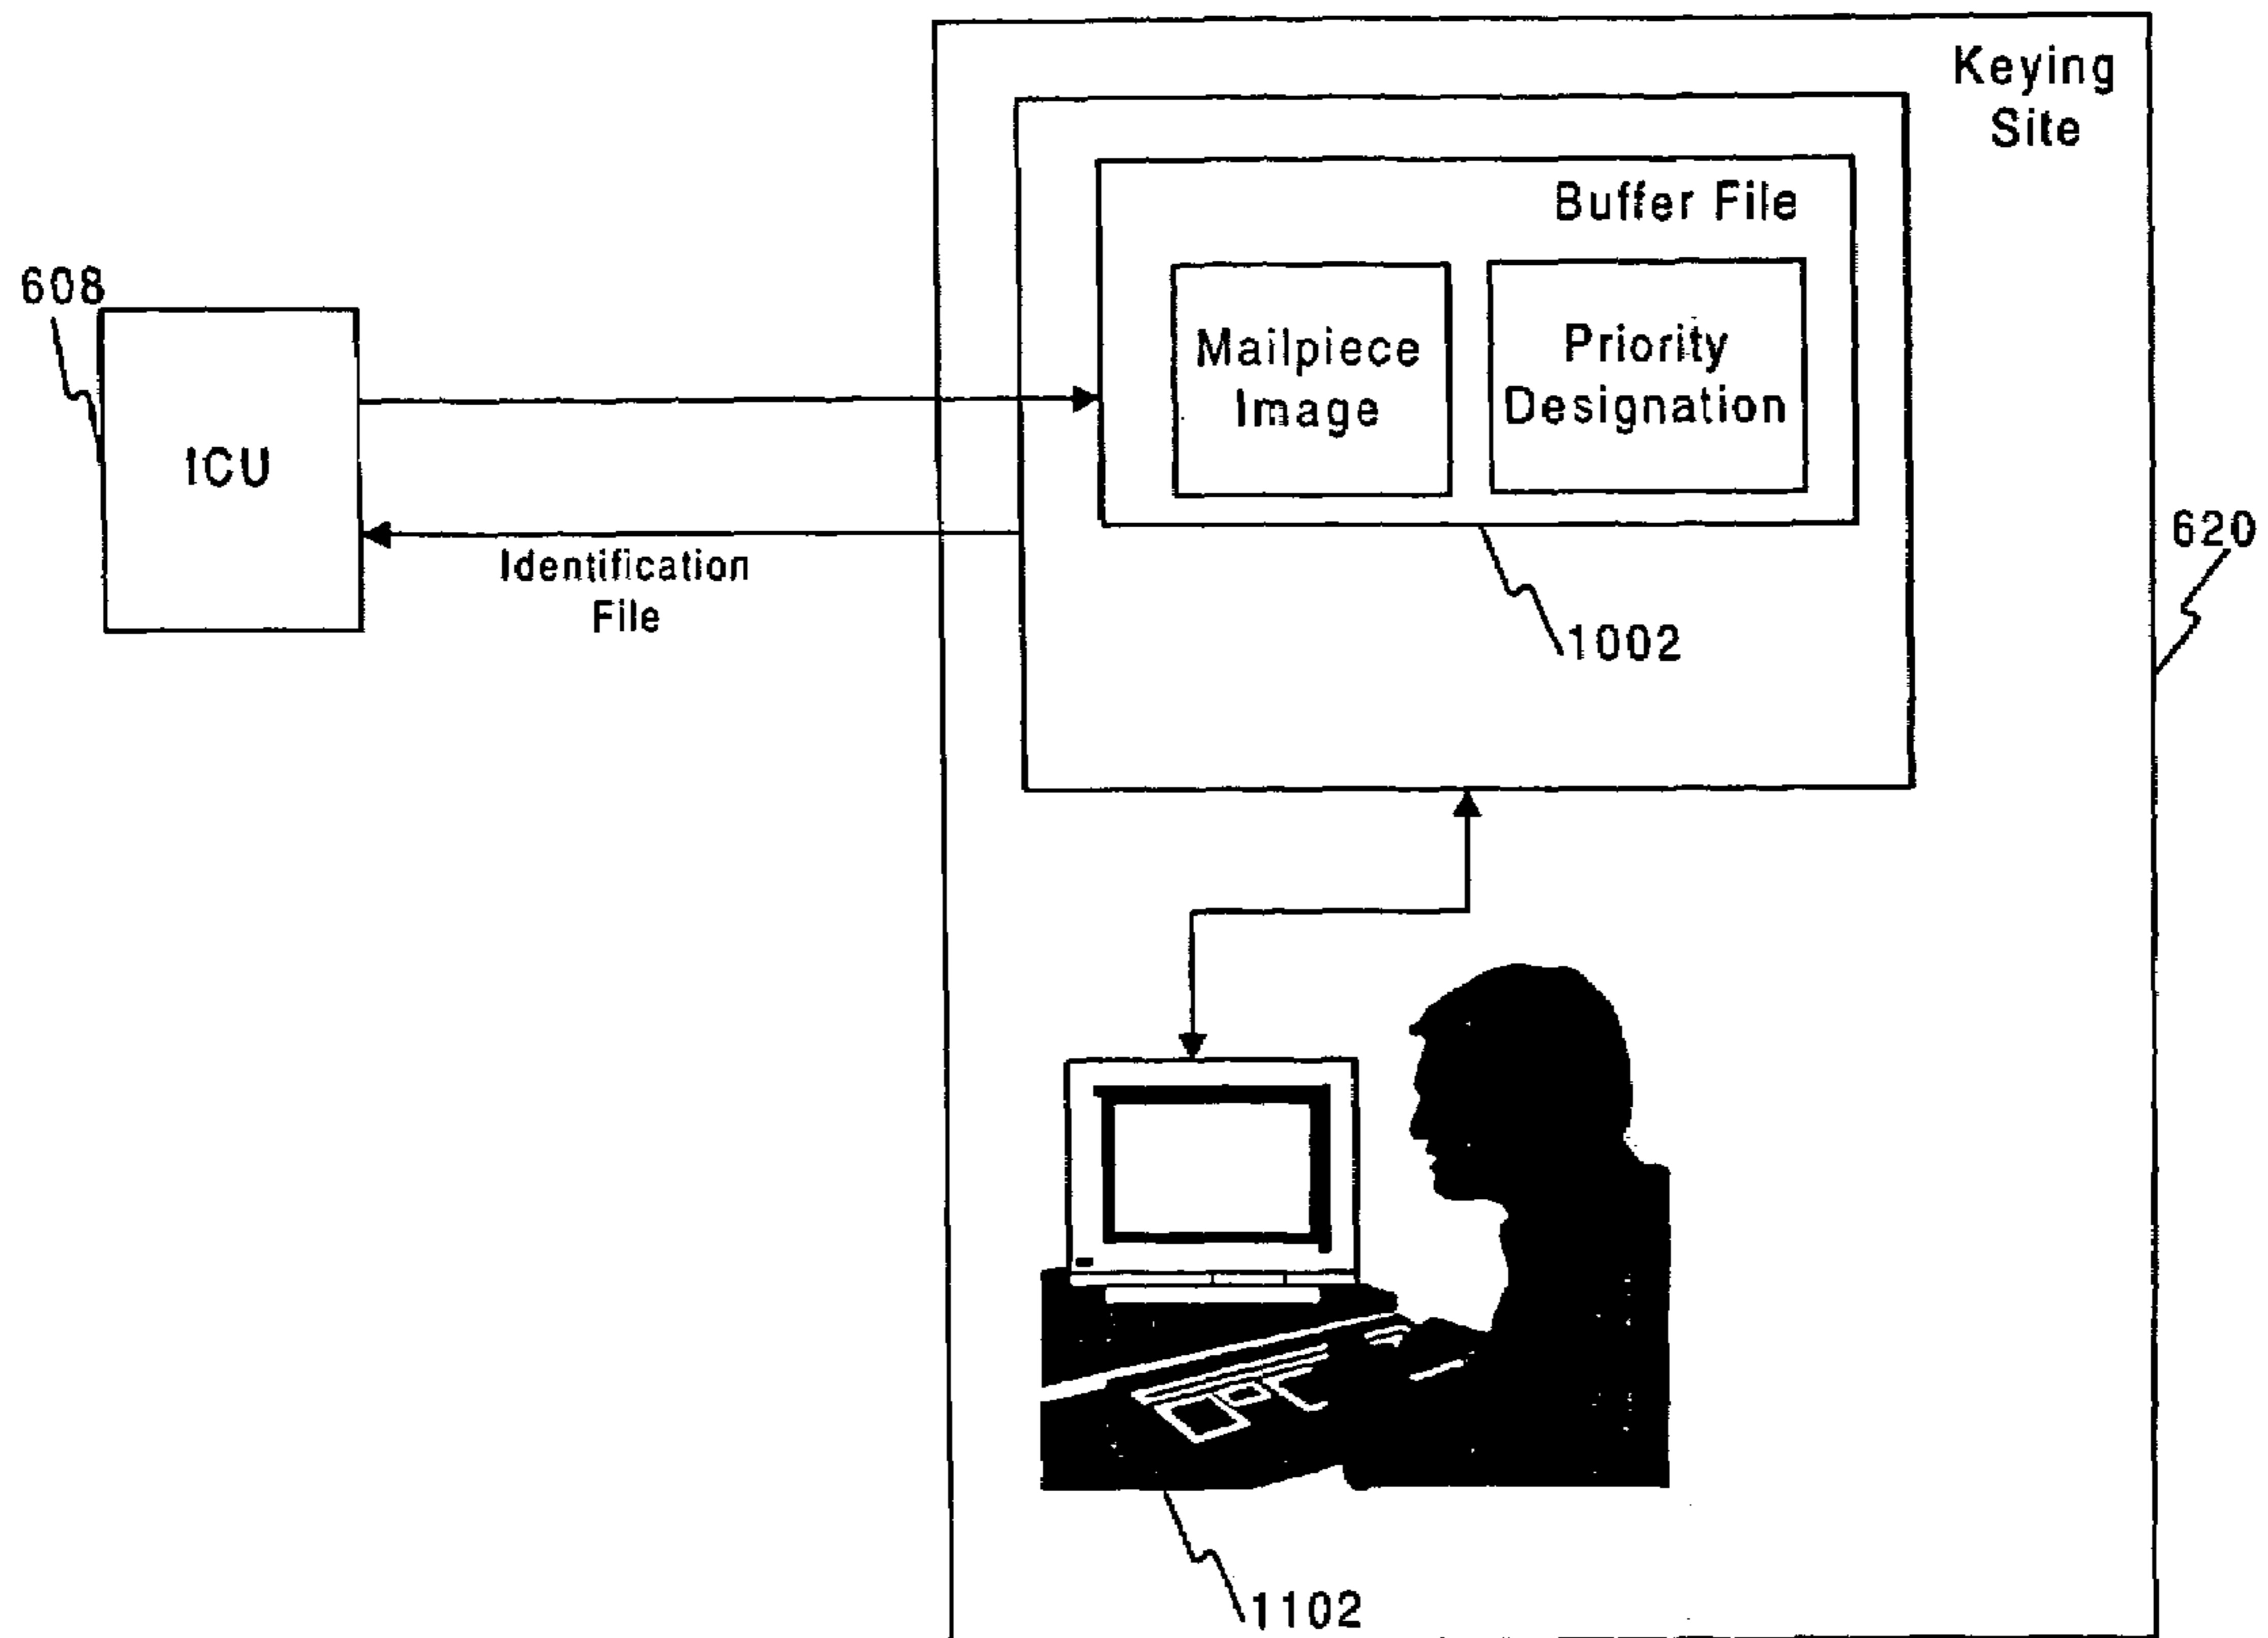 Keying
Site
Buffer File
608
Mailpiece
Image
Priority
Designation
ICU
620
Identification
File
1002
1102